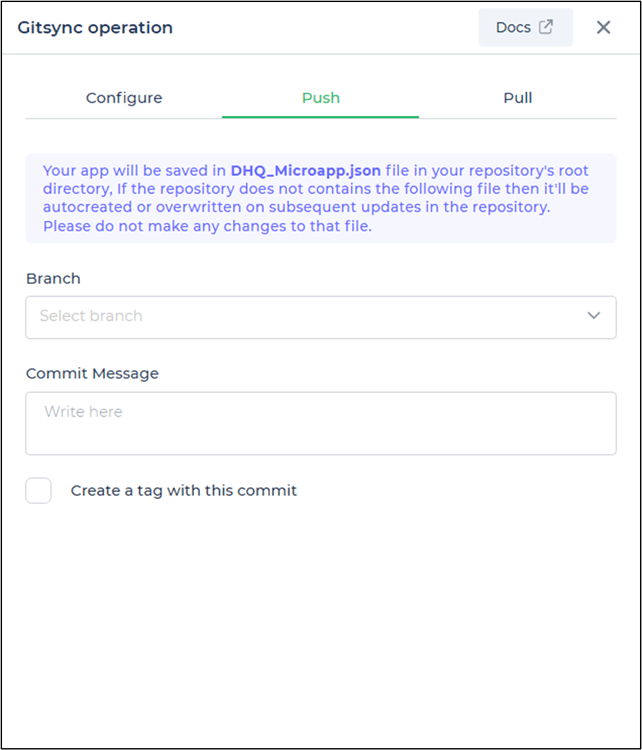 Gitsync operation
Docs
Configure
Push
Pull
Your app will be saved in DHQ_Microapp.json file in your repository's root
directory, If the repository does not contains the following file then it'll be
autocreated or overwritten on subsequent updates in the repository.
Please do not make any changes to that file.
Branch
Select branch
Commit Message
Write here
Create a tag with this commit